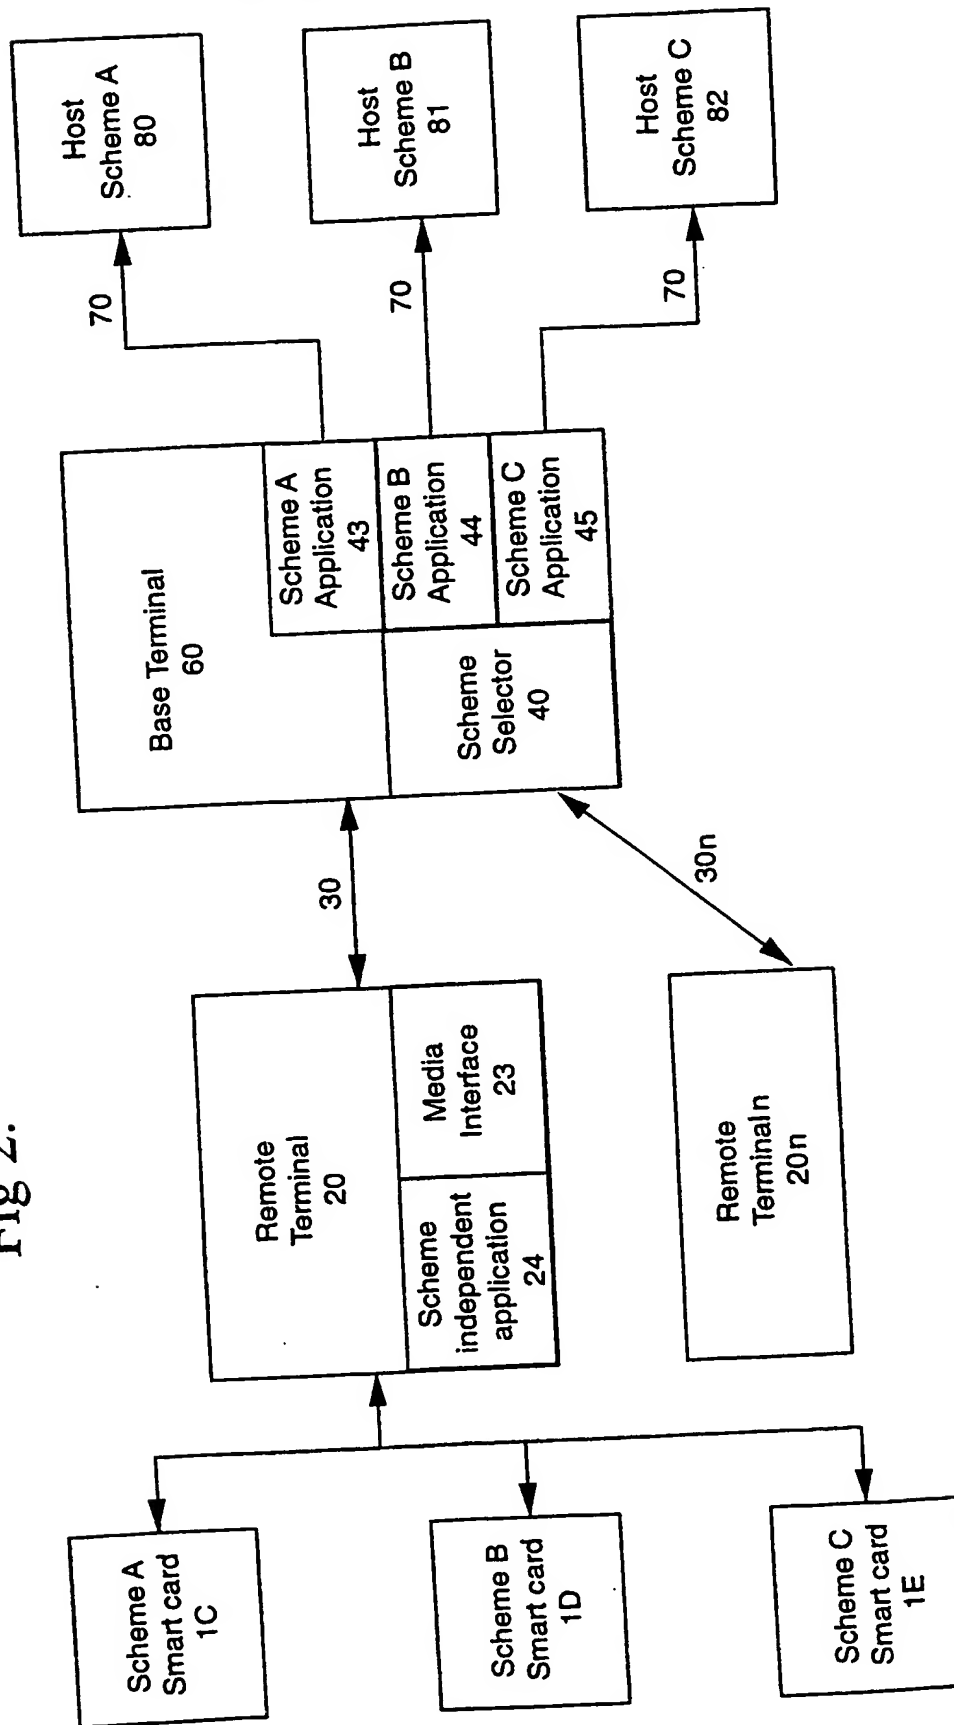 Fig 2.
Scheme A
Smart card
1C
Scheme B
Smart card
1D
Scheme C
Smart card
1E
Remote
Terminal
20
Scheme
independent
application
24
Media
Interface
23
Remote
Terminal n
20n
30
30n
Base Terminal
60
Scheme
Selector
40
Scheme A
Application
43
Scheme B
Application
44
Scheme C
Application
45
70
70
70
Host
Scheme A
80
Host
Scheme B
81
Host
Scheme C
82